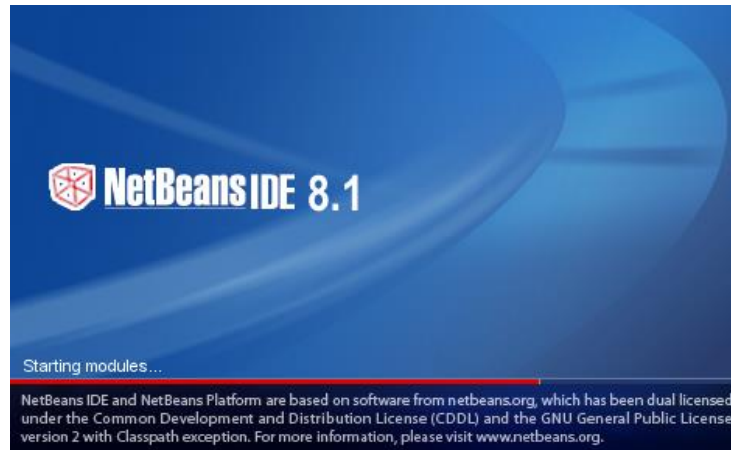 NetBeans IDE 8.1
Starting modules...
NetBeans IDE and NetBeans Platform are based on software from netbeans.org, which has been dual licensed
under the Common Development and Distribution License (CDDL) and the GNU General Public License
version 2 with Classpath exception. For more information, please visit www.netbeans.org.